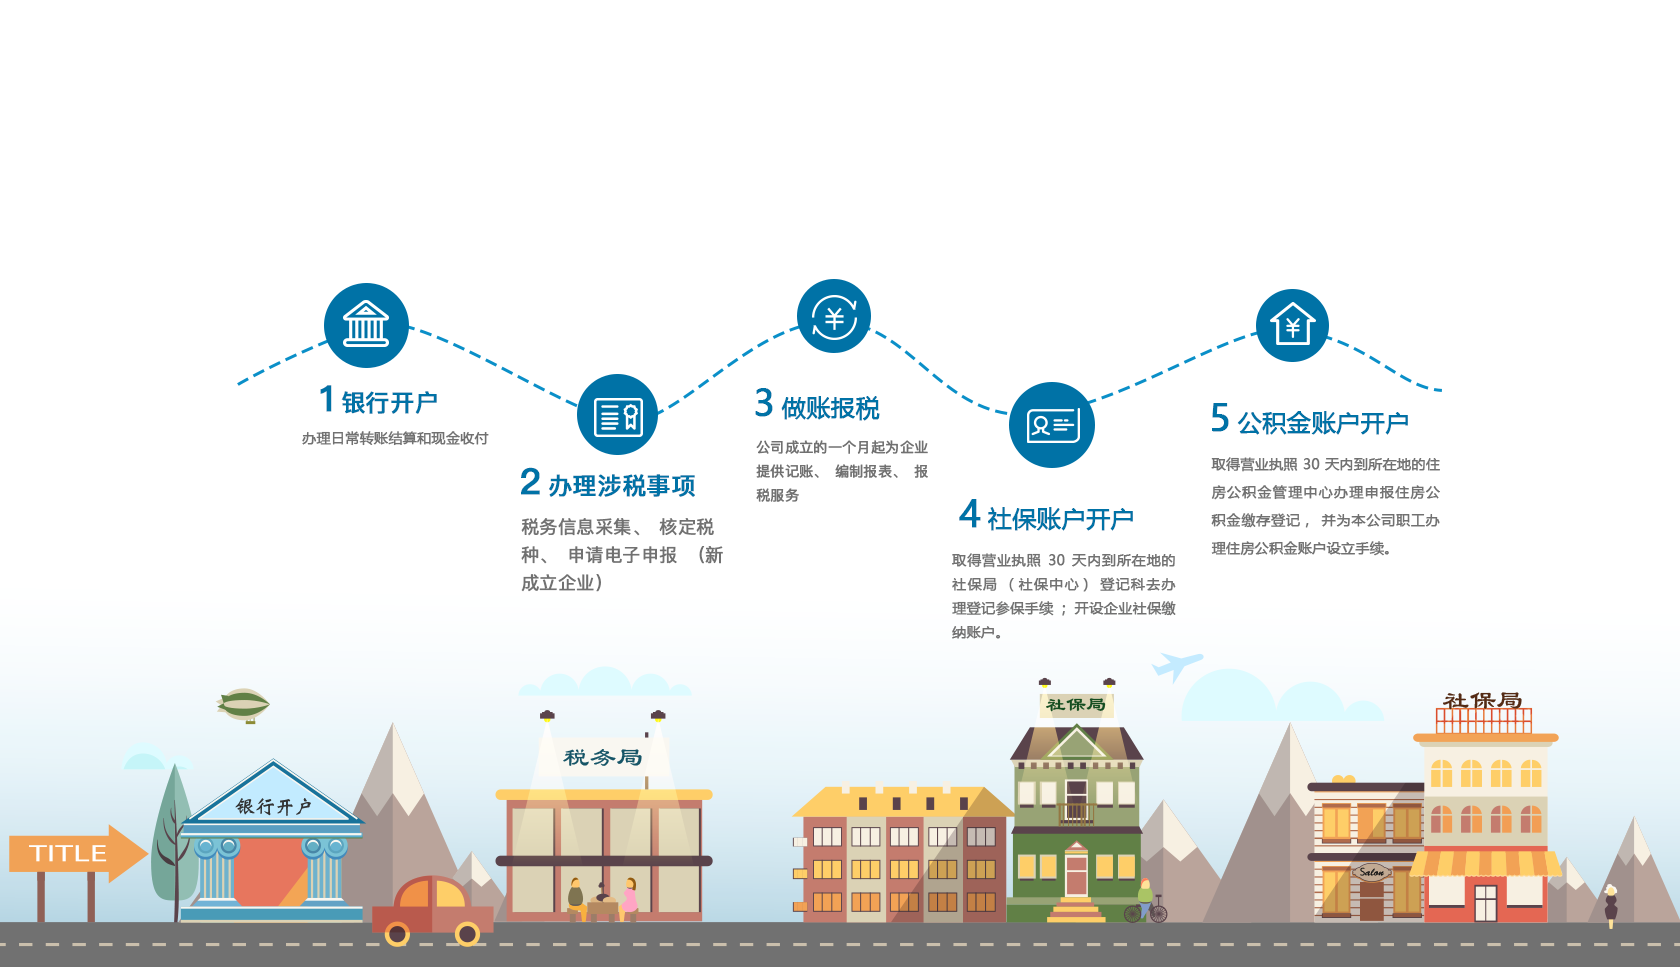 1 银行开户
办理日常转账结算和现金收付
2 办理涉税事项
税务信息采集、 核定税
种、 申请电子申报 （新
成立企业）
3 做账报税
公司成立的一个月起为企业
提供记账、 编制报表、 报
税服务
4 社保账户开户
取得营业执照 30 天内到所在地的
社保局 （ 社保中心 ） 登记科去办
理登记参保手续 ； 开设企业社保缴
纳账户。
5 公积金账户开户
取得营业执照 30 天内到所在地的住
房公积金管理中心办理申报住房公
积金缴存登记 ， 并为本公司职工办
理住房公积金账户设立手续。
TITLE
银行开户
税务局
社保局
社保局
Salon